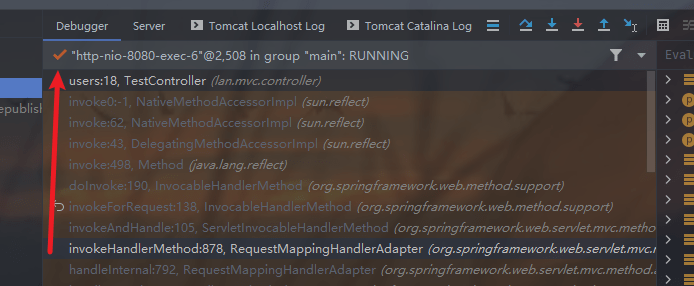 Debugger Server Tomcat Localhost Log Tomcat Catalina Log
"http-nio-8080-exec-6"@2,508 in group "main": RUNNING Eval
users:18, TestController (lan.mvc.controller)
invoke0:-1, NativeMethodAccessorImpl (sun.reflect)
republish invoke:62, NativeMethodAccessorImpl (sun.reflect)
invoke:43, DelegatingMethodAccessorImpl (sun.reflect)
invoke:498, Method (java.lang.reflect)
doInvoke:190, InvocableHandlerMethod (org.springframework.web.method.support)
invokeForRequest:138, InvocableHandlerMethod (org.springframework.web.method.support)
invokeAndHandle:105, ServletInvocableHandlerMethod (org.springframework.web.servlet.m
invokeHandlerMethod:878, RequestMappingHandlerAdapter (org.springframework.web.servlet.mvc.m
handleInternal:792, RequestMappingHandlerAdapter (org.springframework.web.servlet.mvc.method.a